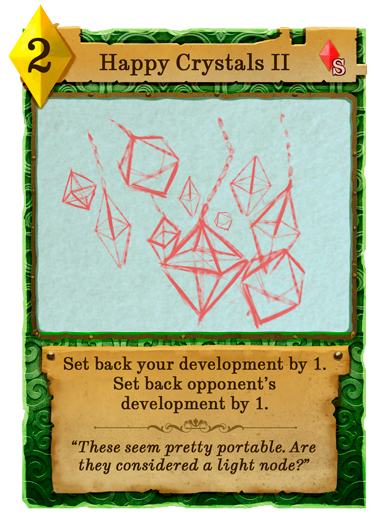 2
Happy Crystals II
S
Set back your development by 1.
Set back opponent's
development by 1.
“These seem pretty portable. Are
they considered a light node?”